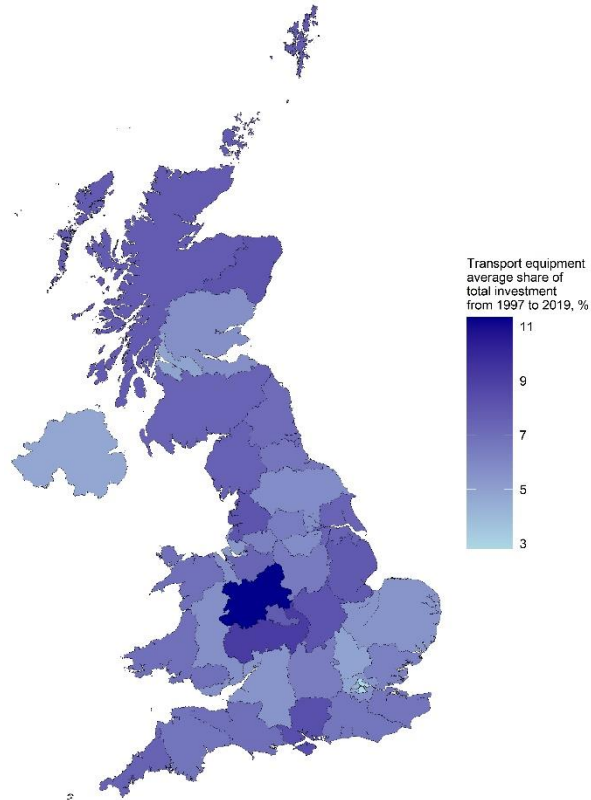 Transport equipment
average share of
total investment
from 1997 to 2019, %
11
9
7
5
3